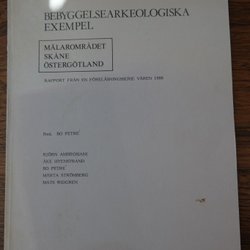 BEBYGGELSEARKEOLOGISKA
EXEMPEL
MÄLAROMRÅDET
SKÅNE
ÖSTERGÖTLAND
RAPPORT FRÅN EN FÖRELÄSNINGSSERIE VÅREN 1988
Red. BO PETRÉ
BJÖRN AMBROSIANI
ÅKE HYENSTRAND
BO PETRÉ
MÄRTA STRÖMBERG
MATS WIDGREN